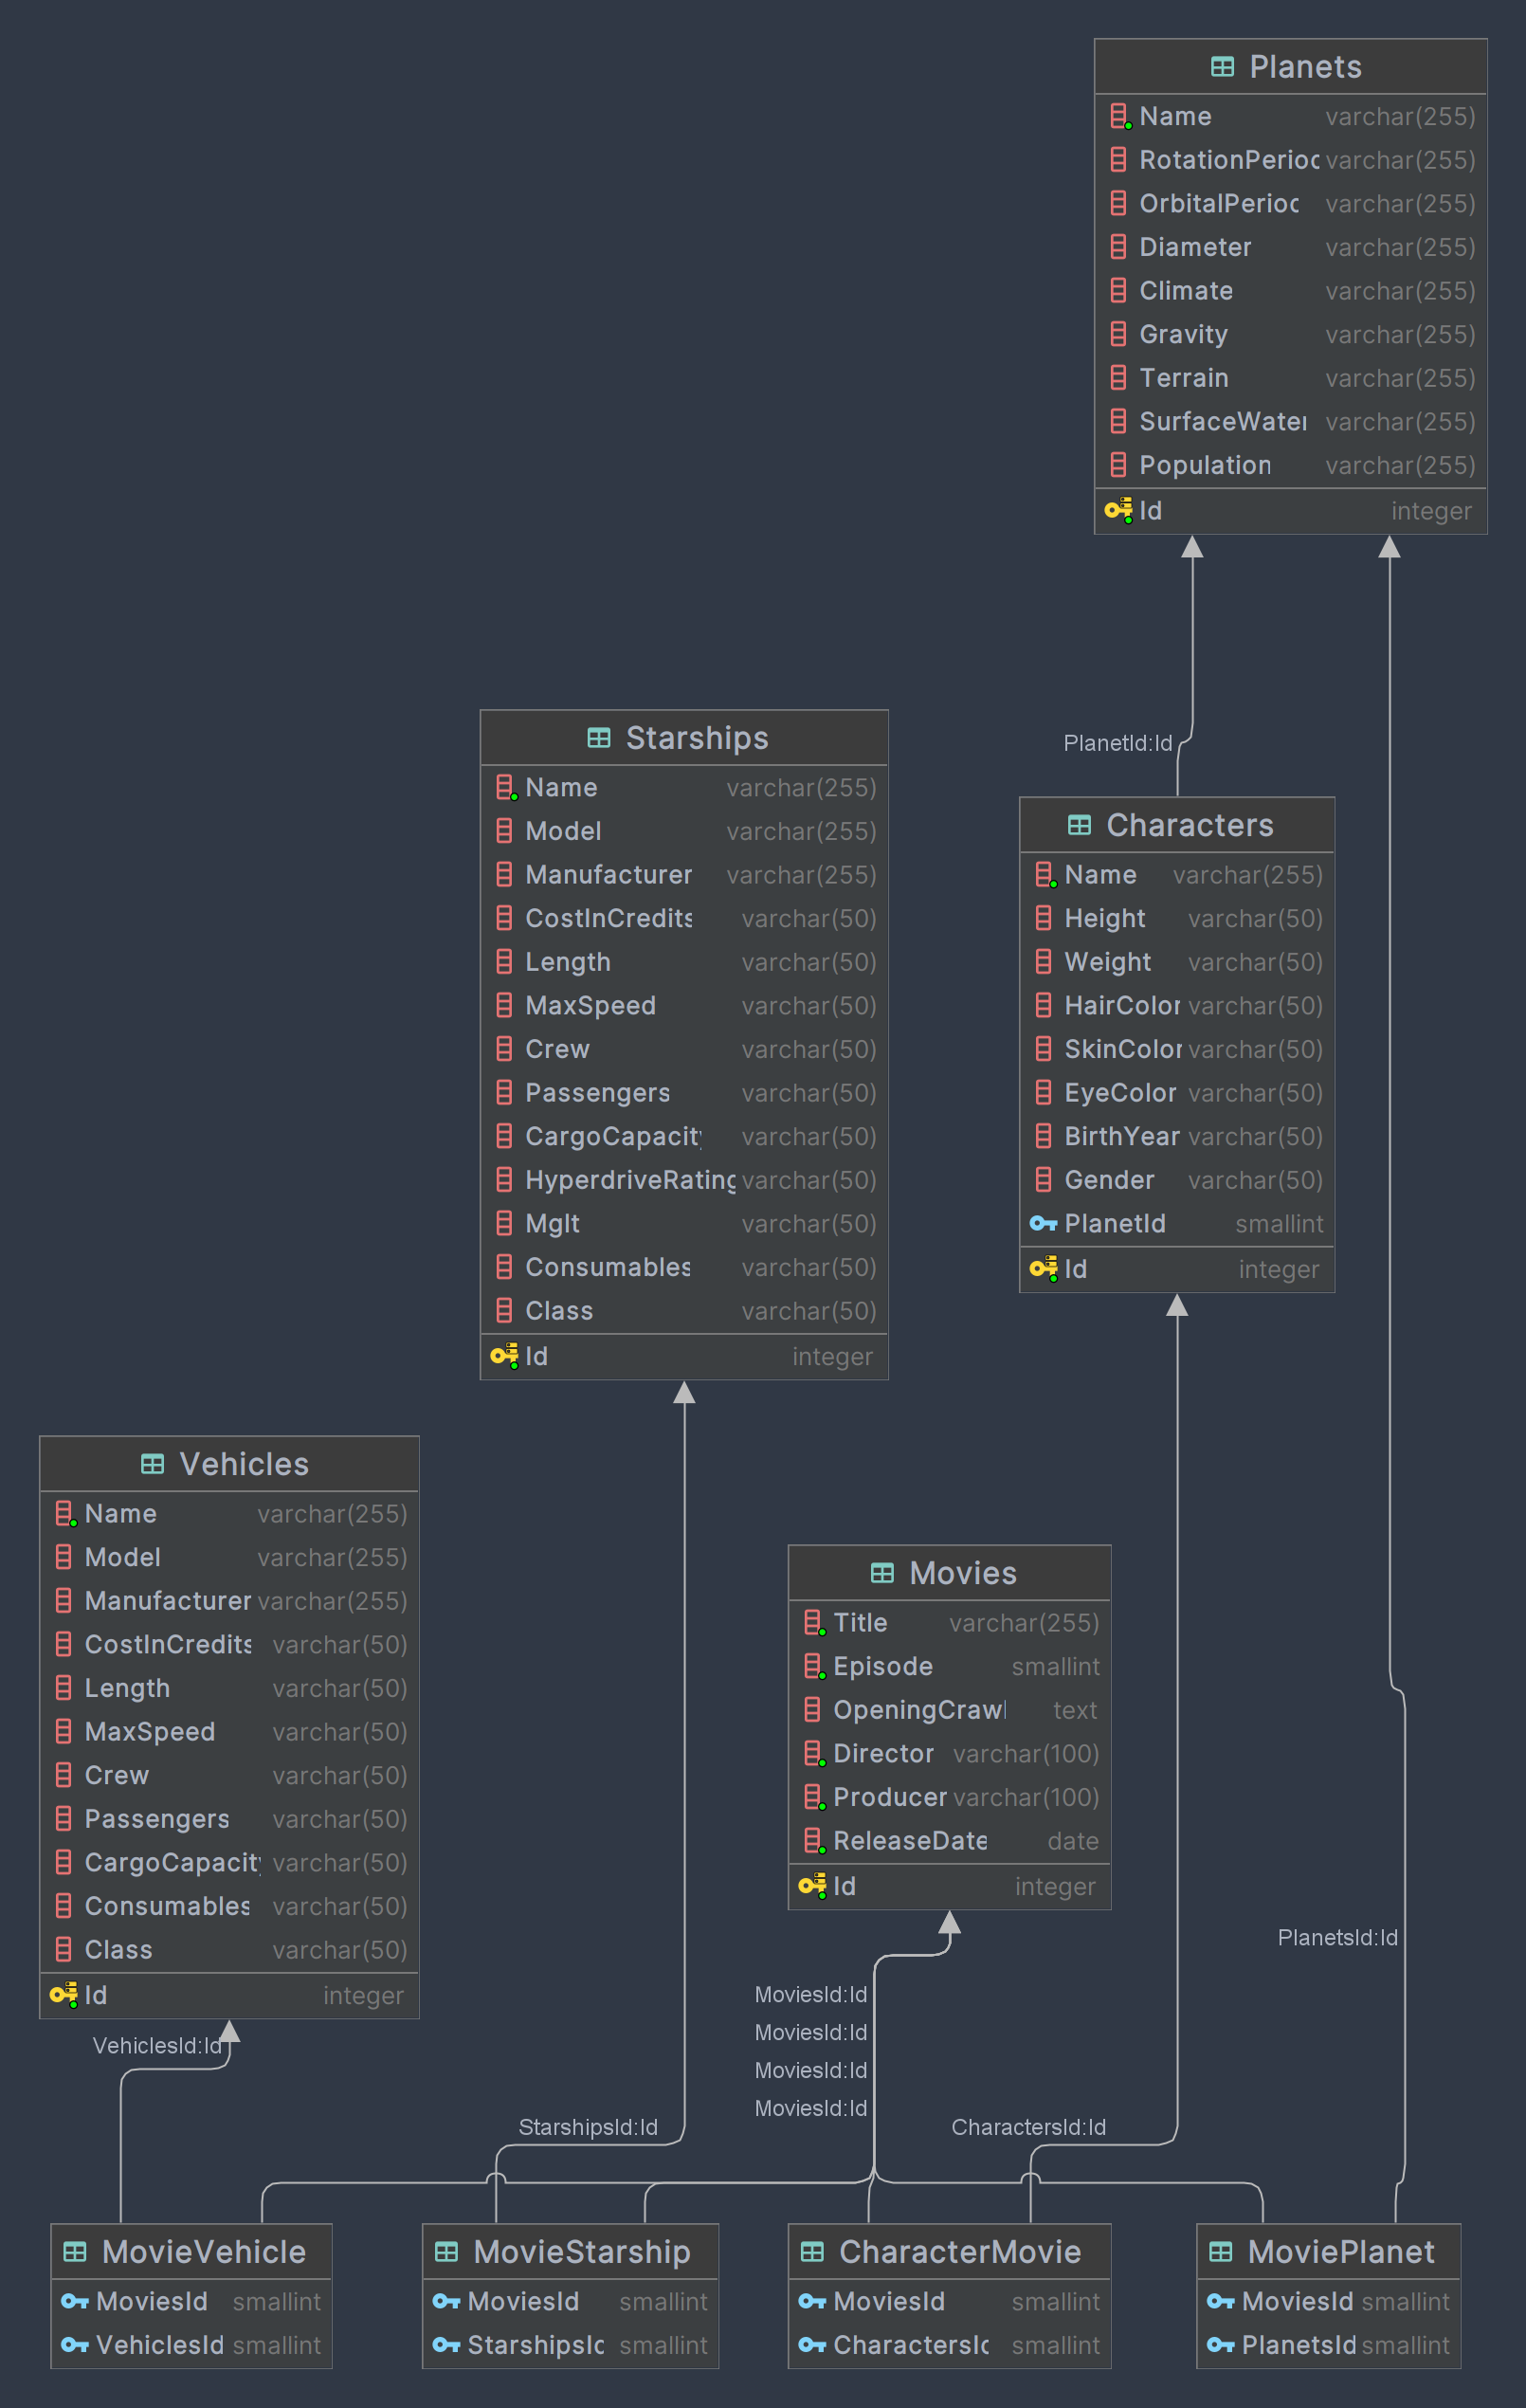 Planets
Name varchar(255)
RotationPerioc varchar(255)
OrbitalPerioc varchar(255)
Diameter varchar(255)
Climate varchar(255)
Gravity varchar(255)
Terrain varchar(255)
SurfaceWater varchar(255)
Population varchar(255)
Id integer
PlanetId:Id
Starships
Name varchar(255)
Model varchar(255)
Manufacturer varchar(255)
CostInCredits varchar(50)
Length varchar(50)
MaxSpeed varchar(50)
Crew varchar(50)
Passengers varchar(50)
CargoCapacity varchar(50)
HyperdriveRating varchar(50)
Mglt varchar(50)
Consumables varchar(50)
Class varchar(50)
Id integer
Characters
Name varchar(255)
Height varchar(50)
Weight varchar(50)
HairColor varchar(50)
SkinColor varchar(50)
EyeColor varchar(50)
BirthYear varchar(50)
Gender varchar(50)
PlanetId smallint
Id integer
Vehicles
Name varchar(255)
Model varchar(255)
Manufacturer varchar(255)
CostInCredits varchar(50)
Length varchar(50)
MaxSpeed varchar(50)
Crew varchar(50)
Passengers varchar(50)
CargoCapacity varchar(50)
Consumables varchar(50)
Class varchar(50)
Id integer
Movies
Title varchar(255)
Episode smallint
OpeningCrawl text
Director varchar(100)
Producer varchar(100)
ReleaseDate date
Id integer
PlanetsId:Id
VehiclesId:Id
MoviesId:Id
MoviesId:Id
MoviesId:Id
MoviesId:Id
StarshipsId:Id
CharactersId:Id
MovieVehicle
MoviesId smallint
VehiclesId smallint
MovieStarship
MoviesId smallint
StarshipsIc smallint
CharacterMovie
MoviesId smallint
CharactersIc smallint
MoviePlanet
MoviesId smallint
PlanetsId smallint